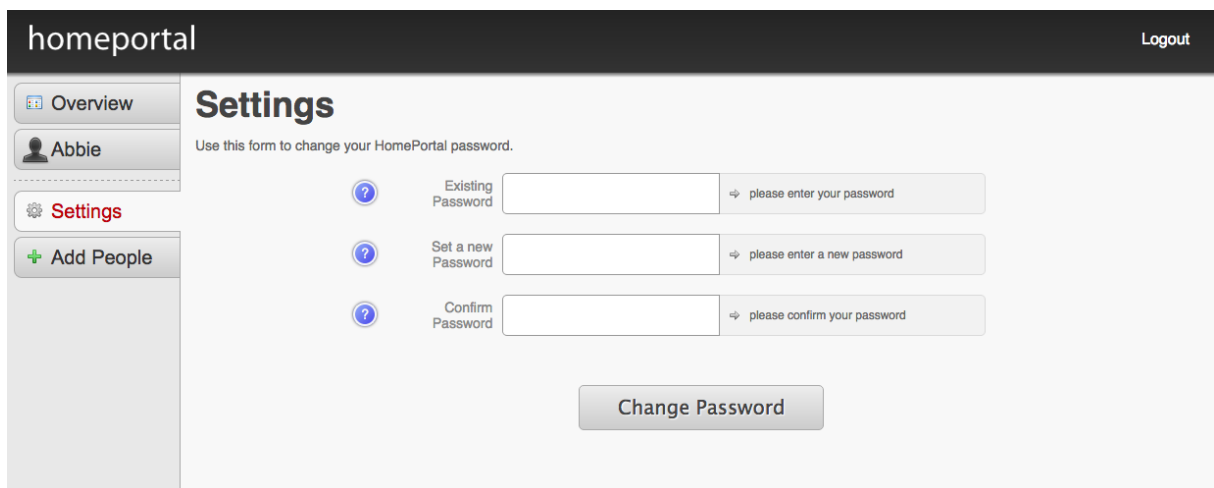 homeportal
Logout
Overview
Abbie
Settings
Add People
Settings
Use this form to change your HomePortal password.
? Existing
Password
please enter your password
? Set a new
Password
please enter a new password
? Confirm
Password
please confirm your password
Change Password